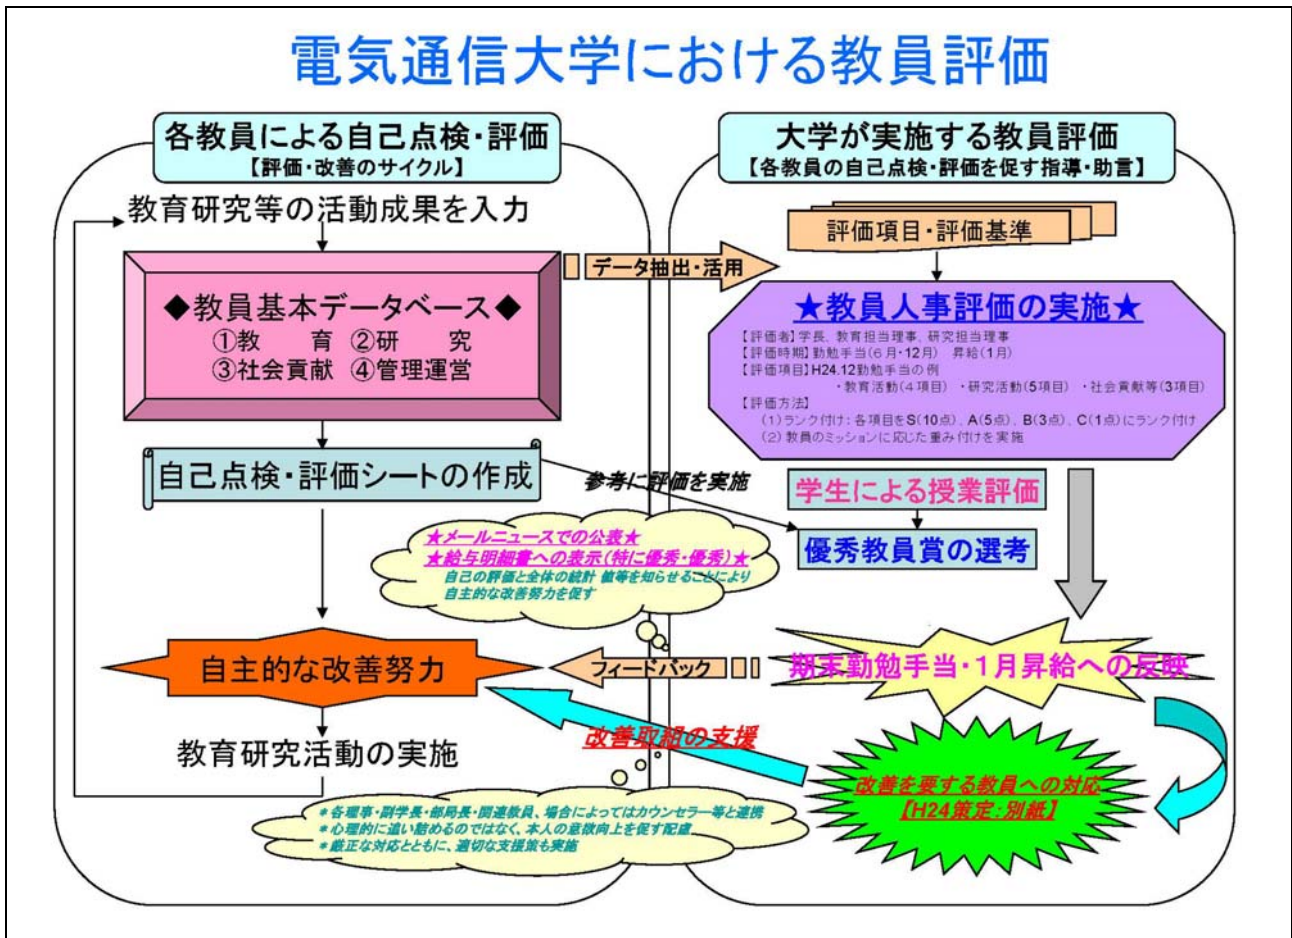 電気通信大学における教員評価
各教員による自己点検・評価
【評価・改善のサイクル】
教育研究等の活動成果を入力
◆教員基本データベース◆
①教　育　②研　究
③社会貢献　④管理運営
自己点検・評価シートの作成
自主的な改善努力
教育研究活動の実施
データ抽出・活用
参考に評価を実施
★メールニュースでの公表★
★給与明細書への表示(特に優秀・優秀)★
自己の評価と全体の統計 値等を知らせることにより
自主的な改善努力を促す
フィードバック
改善取組の支援
＊各理事・副学長・部局長・関連教員、場合によってはカウンセラー等と連携
＊心理的に追い詰めるのではなく、本人の意欲向上を促す配慮
＊厳正な対応とともに、適切な支援策も実施
大学が実施する教員評価
【各教員の自己点検・評価を促す指導・助言】
評価項目・評価基準
★教員人事評価の実施★
【評価者】学長、教育担当理事、研究担当理事
【評価時期】勤勉手当(6月・12月)　昇給(1月)
【評価項目】H24.12勤勉手当の例
・教育活動(4項目)　・研究活動(5項目)　・社会貢献等(3項目)
【評価方法】
(1)ランク付け：各項目をS(10点)、A(5点)、B(3点)、C(1点)にランク付け
(2)教員のミッションに応じた重み付けを実施
学生による授業評価
優秀教員賞の選考
期末勤勉手当・1月昇給への反映
改善を要する教員への対応
【H24策定：別紙】